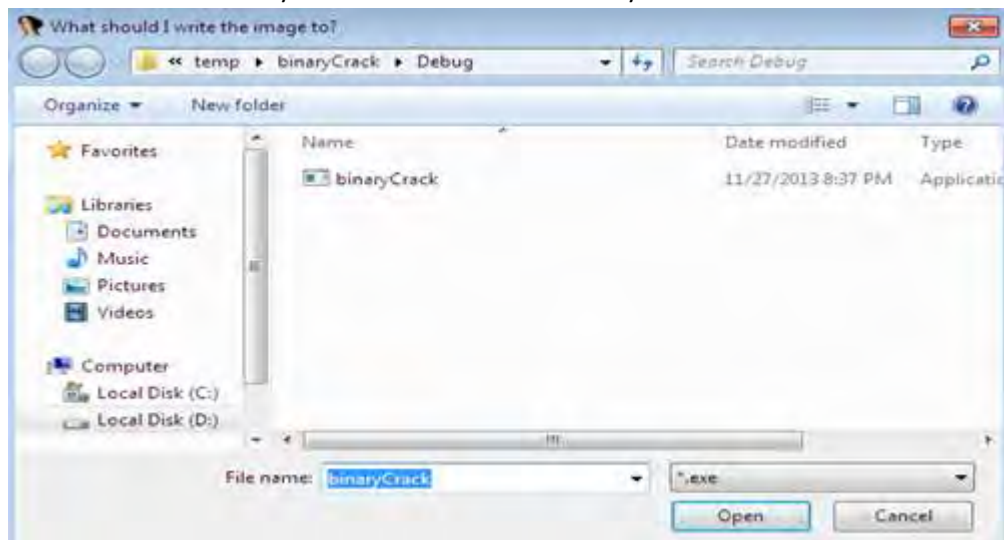 What should I write the image to?
« temp ▸ binaryCrack ▸ Debug
Search Debug
Organize ▾ New folder
Name Date modified Type
Favorites
binaryCrack 11/27/2013 8:37 PM Applicatio
Libraries
Documents
Music
Pictures
Videos
Computer
Local Disk (C:)
Local Disk (D:)
File name: binaryCrack *.exe
Open Cancel